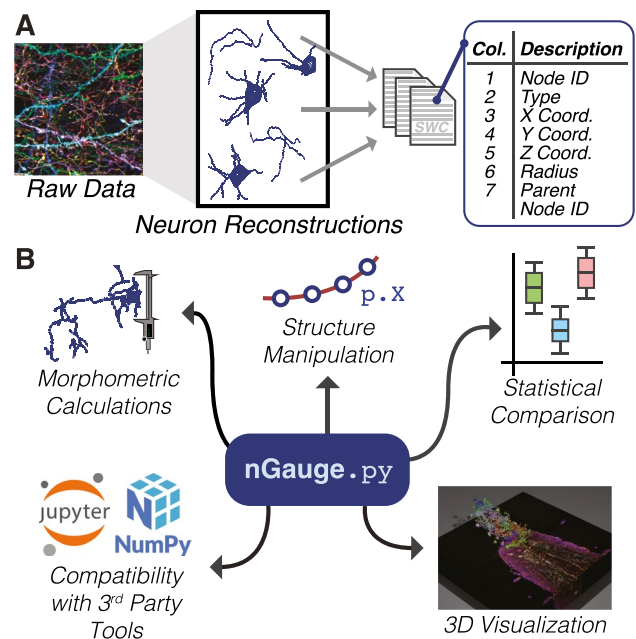 A
Raw Data
Neuron Reconstructions
SWC
Col. Description
1 Node ID
2 Type
3 X Coord.
4 Y Coord.
5 Z Coord.
6 Radius
7 Parent
Node ID
B
Morphometric
Calculations
p.X
Structure
Manipulation
Statistical
Comparison
nGauge.py
jupyter
N
NumPy
Compatibility
with 3rd Party
Tools
3D Visualization